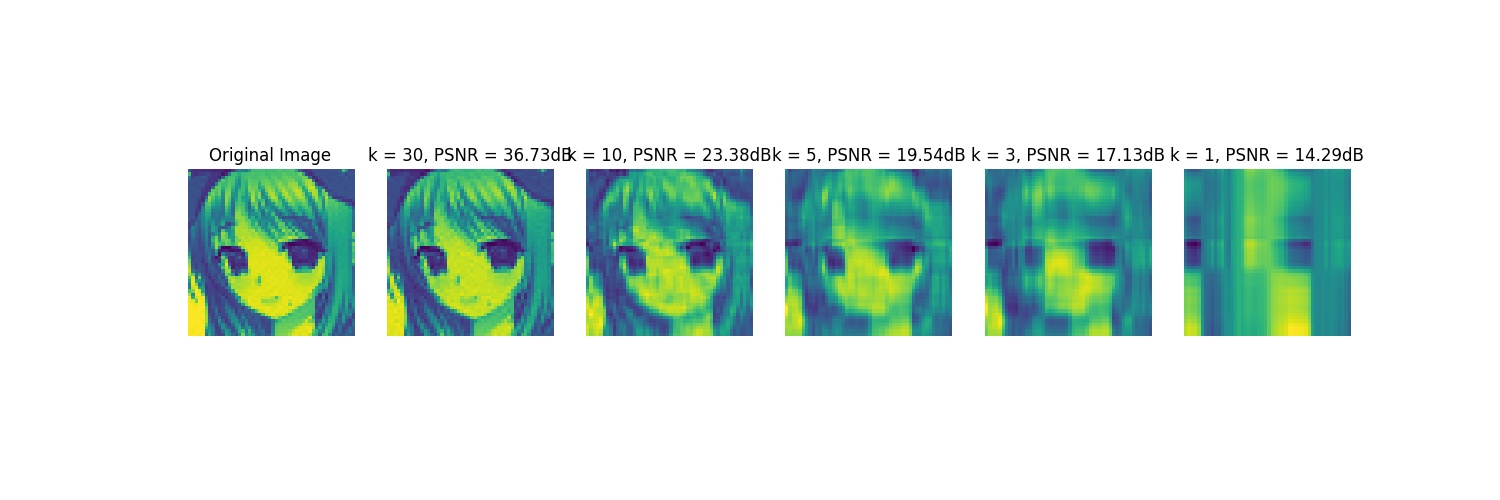 Original Image
k = 30, PSNR = 36.73dB
k = 10, PSNR = 23.38dB
k = 5, PSNR = 19.54dB
k = 3, PSNR = 17.13dB
k = 1, PSNR = 14.29dB